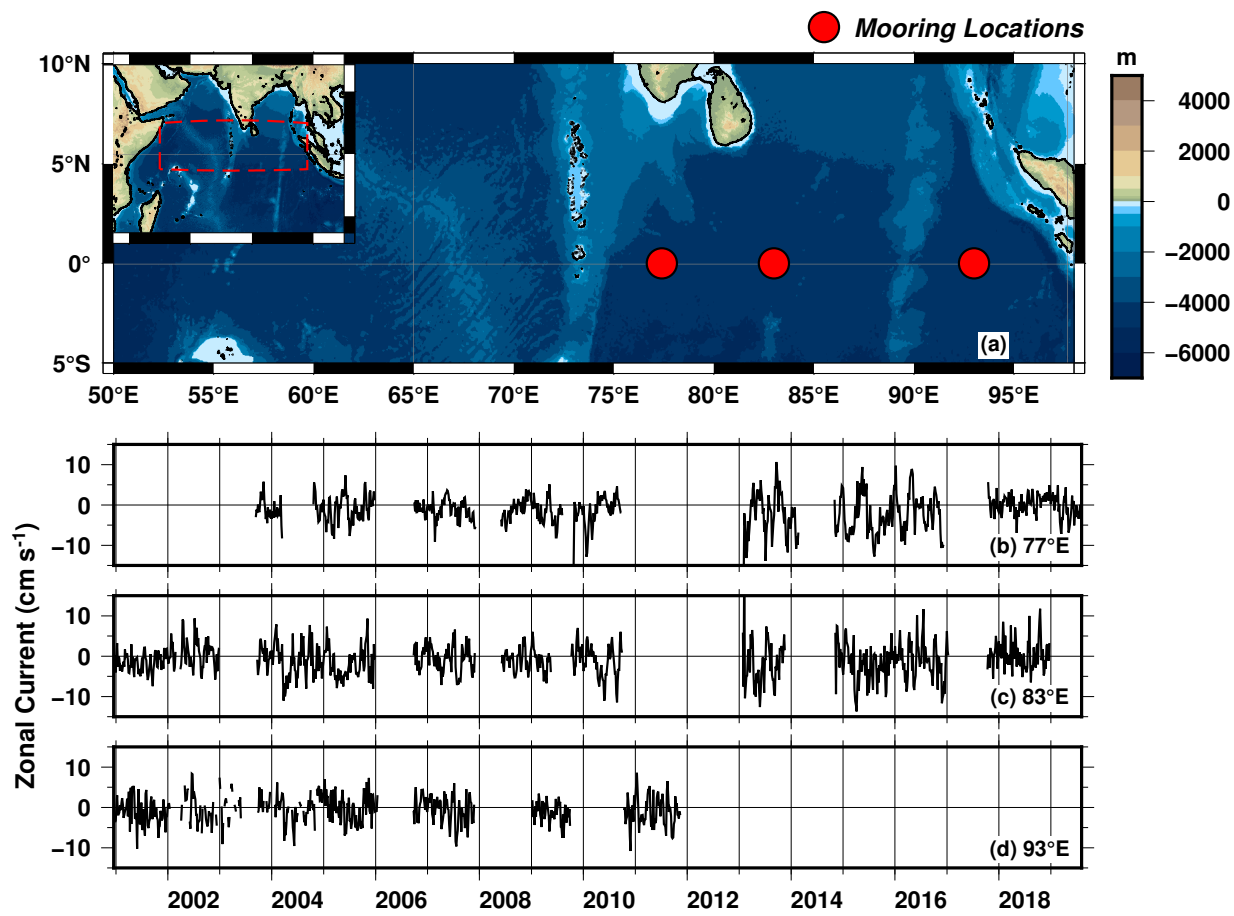 Mooring Locations
10°N
5°N
0°
5°S
50°E 55°E 60°E 65°E 70°E 75°E 80°E 85°E 90°E 95°E
(a)
m
4000
2000
0
−2000
−4000
−6000
Zonal Current (cm s⁻¹)
10
0
−10
(b) 77°E
10
0
−10
(c) 83°E
10
0
−10
(d) 93°E
2002 2004 2006 2008 2010 2012 2014 2016 2018